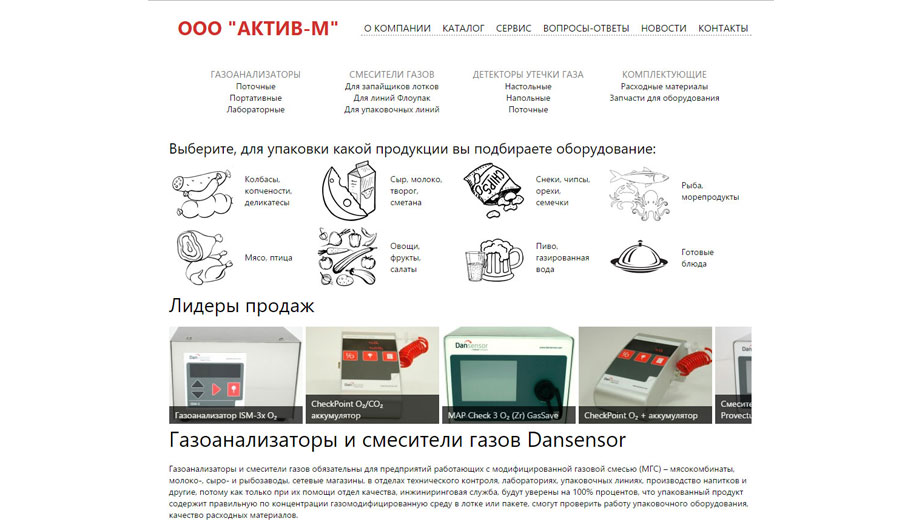 ООО "АКТИВ-М"
О КОМПАНИИ КАТАЛОГ СЕРВИС ВОПРОСЫ-ОТВЕТЫ НОВОСТИ КОНТАКТЫ
ГАЗОАНАЛИЗАТОРЫ
Поточные
Портативные
Лабораторные
СМЕСИТЕЛИ ГАЗОВ
Для запайщиков лотков
Для линий Флоупак
Для упаковочных линий
ДЕТЕКТОРЫ УТЕЧКИ ГАЗА
Настольные
Напольные
Поточные
КОМПЛЕКТУЮЩИЕ
Расходные материалы
Запчасти для оборудования
Выберите, для упаковки какой продукции вы подбираете оборудование:
Колбасы,
копчености,
деликатесы
Сыр, молоко,
творог,
сметана
CHIPS
Снеки, чипсы,
орехи,
семечки
Рыба,
морепродукты
Мясо, птица
Овощи,
фрукты,
салаты
Пиво,
газированная
вода
Готовые
блюда
Лидеры продаж
DanSensor
Газоанализатор ISM-3x O₂
CheckPoint O₂/CO₂
аккумулятор
DanSensor
MAP Check 3 O₂ (Zr) GasSave
CheckPoint O₂ + аккумулятор
Смесите
Provectu
Газоанализаторы и смесители газов Dansensor
Газоанализаторы и смесители газов обязательны для предприятий работающих с модифицированной газовой смесью (МГС) – мясокомбинаты,
молоко-, сыро- и рыбозаводы, сетевые магазины, в отделах технического контроля, лабораториях, упаковочных линиях, производство напитков и
другие, потому как только при их помощи отдел качества, инжиниринговая служба, будут уверены на 100% процентов, что упакованный продукт
содержит правильную по концентрации газомодифицированную среду в лотке или пакете, смогут проверить работу упаковочного оборудования,
качество расходных материалов.